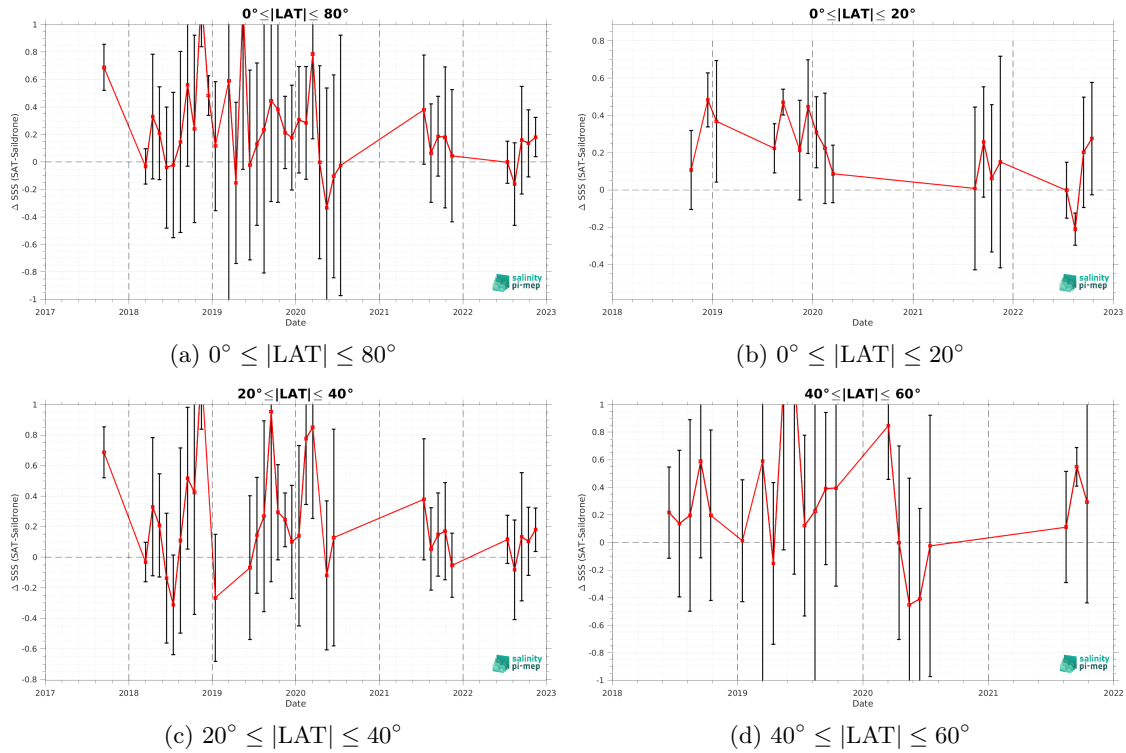 0°≤|LAT|≤ 80°
1
0.8
0.6
0.4
0.2
0
-0.2
-0.4
-0.6
-0.8
-1
Δ SSS (SAT-Saildrone)
salinity
pi-mep
2017 2018 2019 2020 2021 2022 2023
Date
(a) 0° ≤ |LAT| ≤ 80°
0°≤|LAT|≤ 20°
0.8
0.6
0.4
0.2
0
-0.2
-0.4
Δ SSS (SAT-Saildrone)
salinity
pi-mep
2018 2019 2020 2021 2022 2023
Date
(b) 0° ≤ |LAT| ≤ 20°
20°≤|LAT|≤ 40°
1
0.8
0.6
0.4
0.2
0
-0.2
-0.4
-0.6
-0.8
Δ SSS (SAT-Saildrone)
salinity
pi-mep
2017 2018 2019 2020 2021 2022 2023
Date
(c) 20° ≤ |LAT| ≤ 40°
40°≤|LAT|≤ 60°
1
0.8
0.6
0.4
0.2
0
-0.2
-0.4
-0.6
-0.8
-1
Δ SSS (SAT-Saildrone)
salinity
pi-mep
2018 2019 2020 2021 2022
Date
(d) 40° ≤ |LAT| ≤ 60°